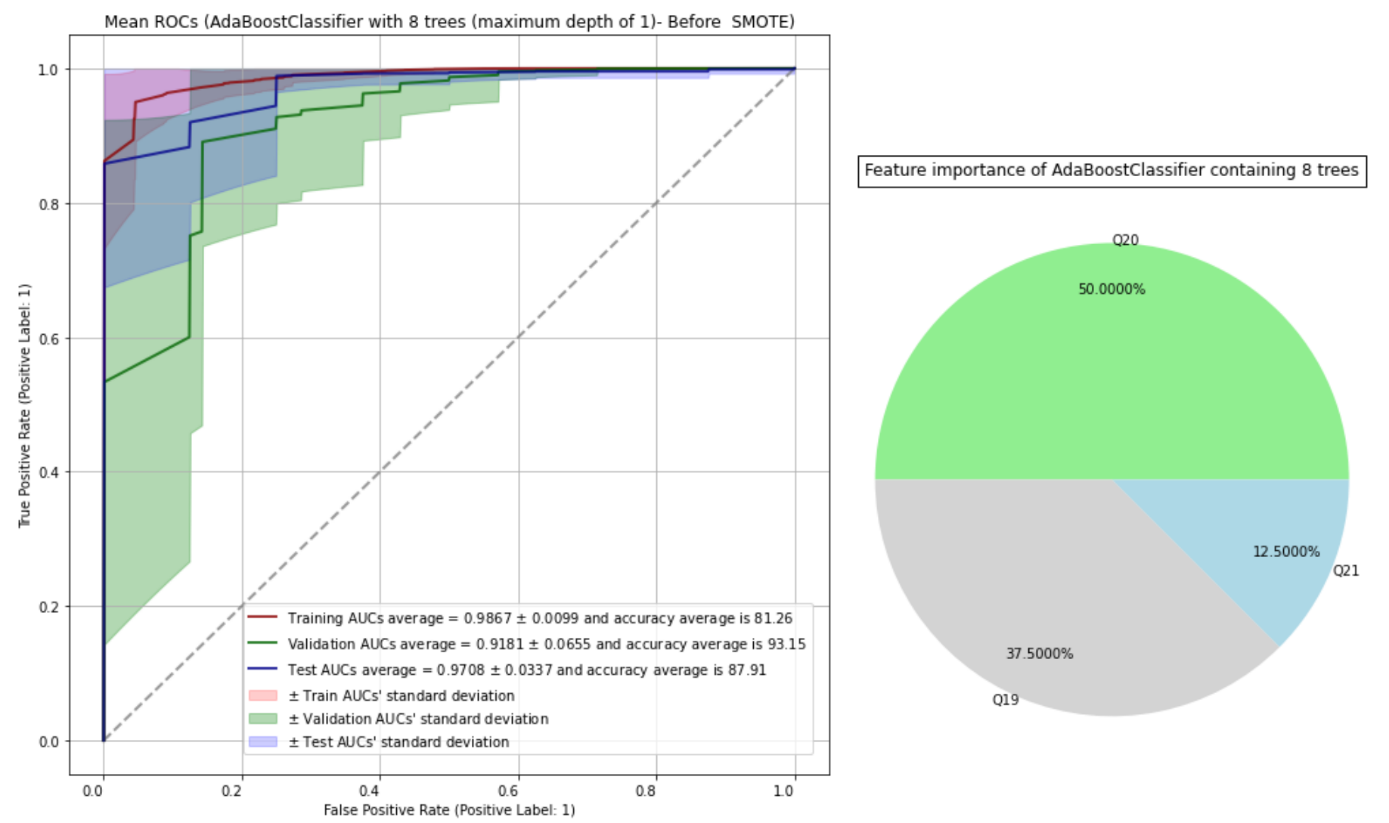 Mean ROCs (AdaBoostClassifier with 8 trees (maximum depth of 1)- Before  SMOTE)
True Positive Rate (Positive Label: 1)
1.0
0.8
0.6
0.4
0.2
0.0
0.0 0.2 0.4 0.6 0.8 1.0
False Positive Rate (Positive Label: 1)
Training AUCs average = 0.9867 ± 0.0099 and accuracy average is 81.26
Validation AUCs average = 0.9181 ± 0.0655 and accuracy average is 93.15
Test AUCs average = 0.9708 ± 0.0337 and accuracy average is 87.91
± Train AUCs' standard deviation
± Validation AUCs' standard deviation
± Test AUCs' standard deviation
Feature importance of AdaBoostClassifier containing 8 trees
Q20
50.0000%
12.5000%
Q21
37.5000%
Q19